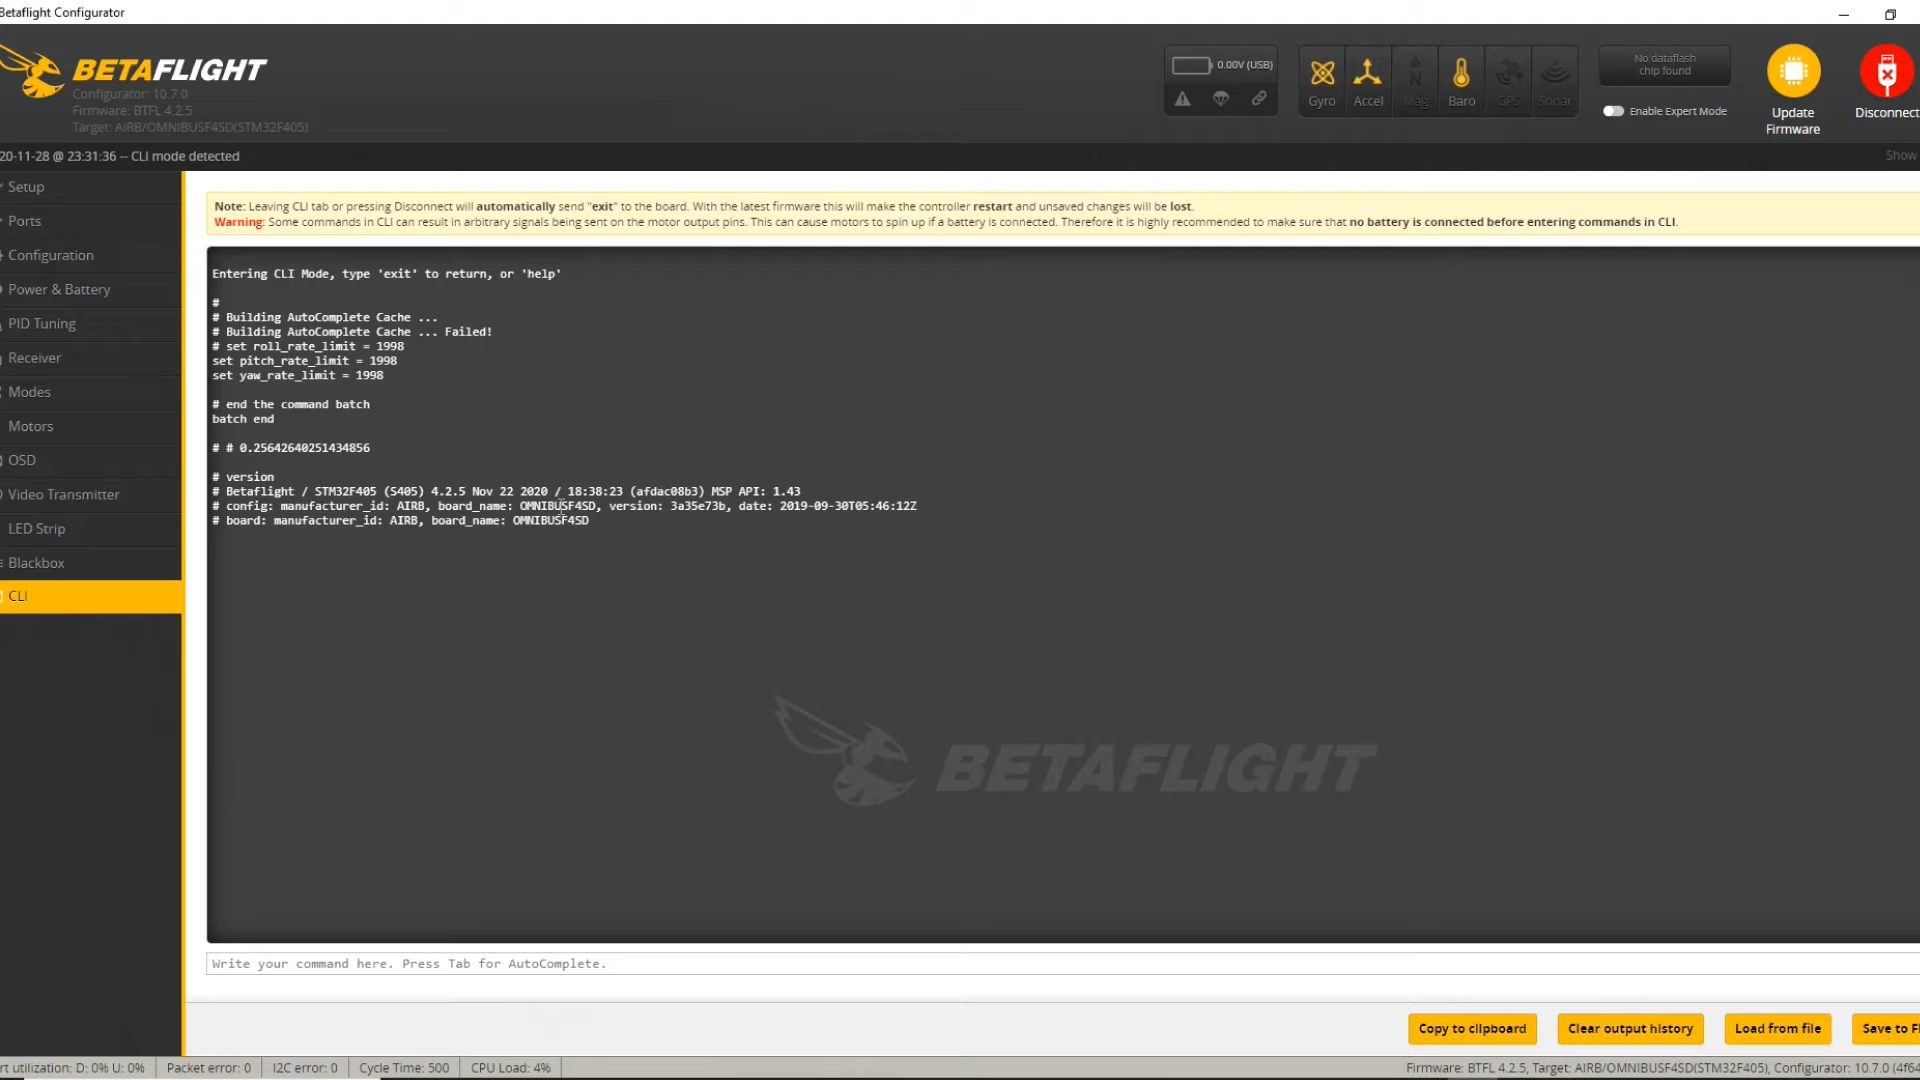 Betaflight Configurator
BETAFLIGHT
Configurator: 10.7.0
Firmware: BTFL 4.2.5
Target: AIRB/OMNIBUSF4SD(STM32F405)
0.00V (USB)
Gyro
Accel
Mag
Baro
GPS
Sonar
No dataflash
chip found
Enable Expert Mode
Update
Firmware
Disconnect
20-11-28 @ 23:31:36 -- CLI mode detected
Show
Setup
Ports
Configuration
Power & Battery
PID Tuning
Receiver
Modes
Motors
OSD
Video Transmitter
LED Strip
Blackbox
CLI
Note: Leaving CLI tab or pressing Disconnect will automatically send "exit" to the board. With the latest firmware this will make the controller restart and unsaved changes will be lost.
Warning: Some commands in CLI can result in arbitrary signals being sent on the motor output pins. This can cause motors to spin up if a battery is connected. Therefore it is highly recommended to make sure that no battery is connected before entering commands in CLI.
Entering CLI Mode, type 'exit' to return, or 'help'
#
# Building AutoComplete Cache ...
# Building AutoComplete Cache ... Failed!
# set roll_rate_limit = 1998
set pitch_rate_limit = 1998
set yaw_rate_limit = 1998
# end the command batch
batch end
# # 0.25642640251434856
# version
# Betaflight / STM32F405 (S405) 4.2.5 Nov 22 2020 / 18:38:23 (afdac08b3) MSP API: 1.43
# config: manufacturer_id: AIRB, board_name: OMNIBUSF4SD, version: 3a35e73b, date: 2019-09-30T05:46:12Z
# board: manufacturer_id: AIRB, board_name: OMNIBUSF4SD
BETAFLIGHT
Write your command here. Press Tab for AutoComplete.
Copy to clipboard
Clear output history
Load from file
Save to Fi
rt utilization: D: 0% U: 0%
Packet error: 0
I2C error: 0
Cycle Time: 500
CPU Load: 4%
Firmware: BTFL 4.2.5, Target: AIRB/OMNIBUSF4SD(STM32F405), Configurator: 10.7.0 (4f64